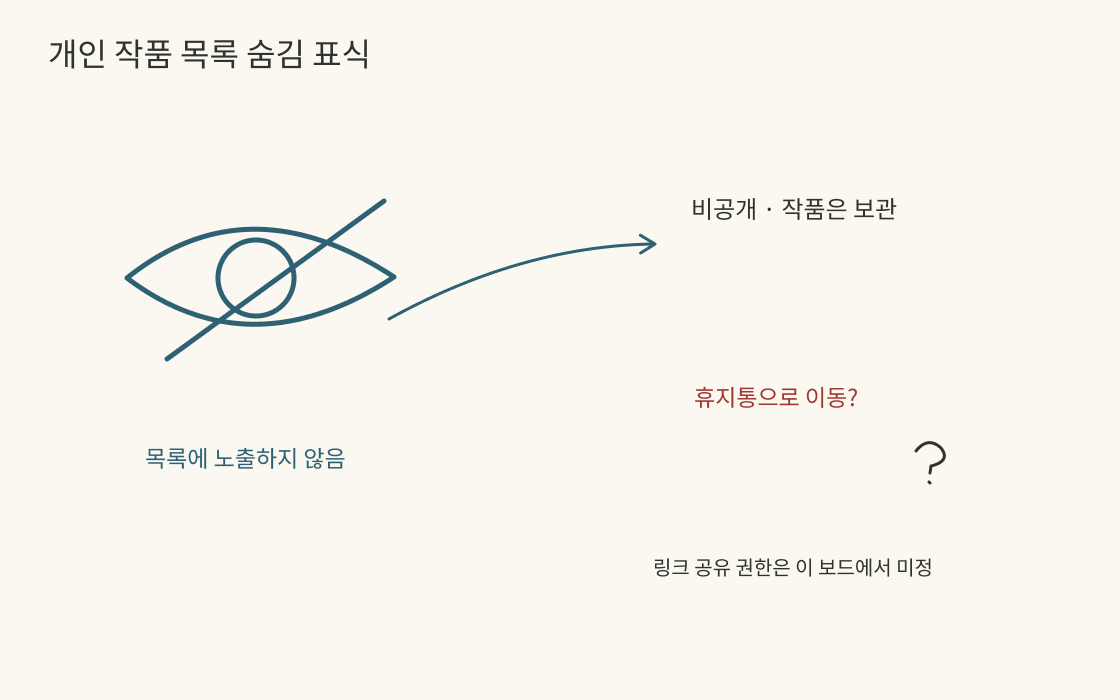 개인 작품 목록 숨김 표식
비공개 · 작품은 보관
휴지통으로 이동?
목록에 노출하지 않음
?
링크 공유 권한은 이 보드에서 미정